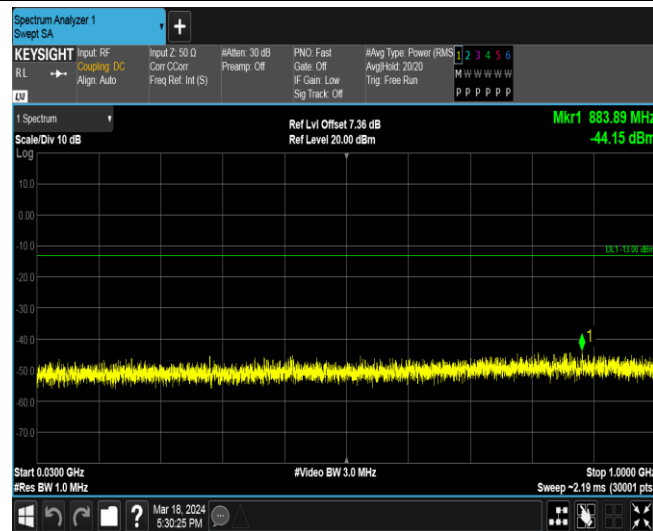 Spectrum Analyzer 1
Swept SA
+
KEYSIGHT
RL
LXI
Input: RF
Coupling: DC
Align: Auto
Input Z: 50 Ω
Corr CCorr
Freq Ref: Int (S)
#Atten: 30 dB
Preamp: Off
PNO: Fast
Gate: Off
IF Gain: Low
Sig Track: Off
#Avg Type: Power (RMS
Avg|Hold: 20/20
Trig: Free Run
1 2 3 4 5 6
M W W W W W
P P P P P P
1 Spectrum
Scale/Div 10 dB
Log
Ref Lvl Offset 7.36 dB
Ref Level 20.00 dBm
Mkr1 883.89 MHz
-44.15 dBm
10.0
0.00
-10.0
DL1 -13.00 dBm
-20.0
-30.0
-40.0
1
-50.0
-60.0
-70.0
Start 0.0300 GHz
#Res BW 1.0 MHz
#Video BW 3.0 MHz
Stop 1.0000 GHz
Sweep ~2.19 ms (30001 pts
?
Mar 18, 2024
5:30:25 PM